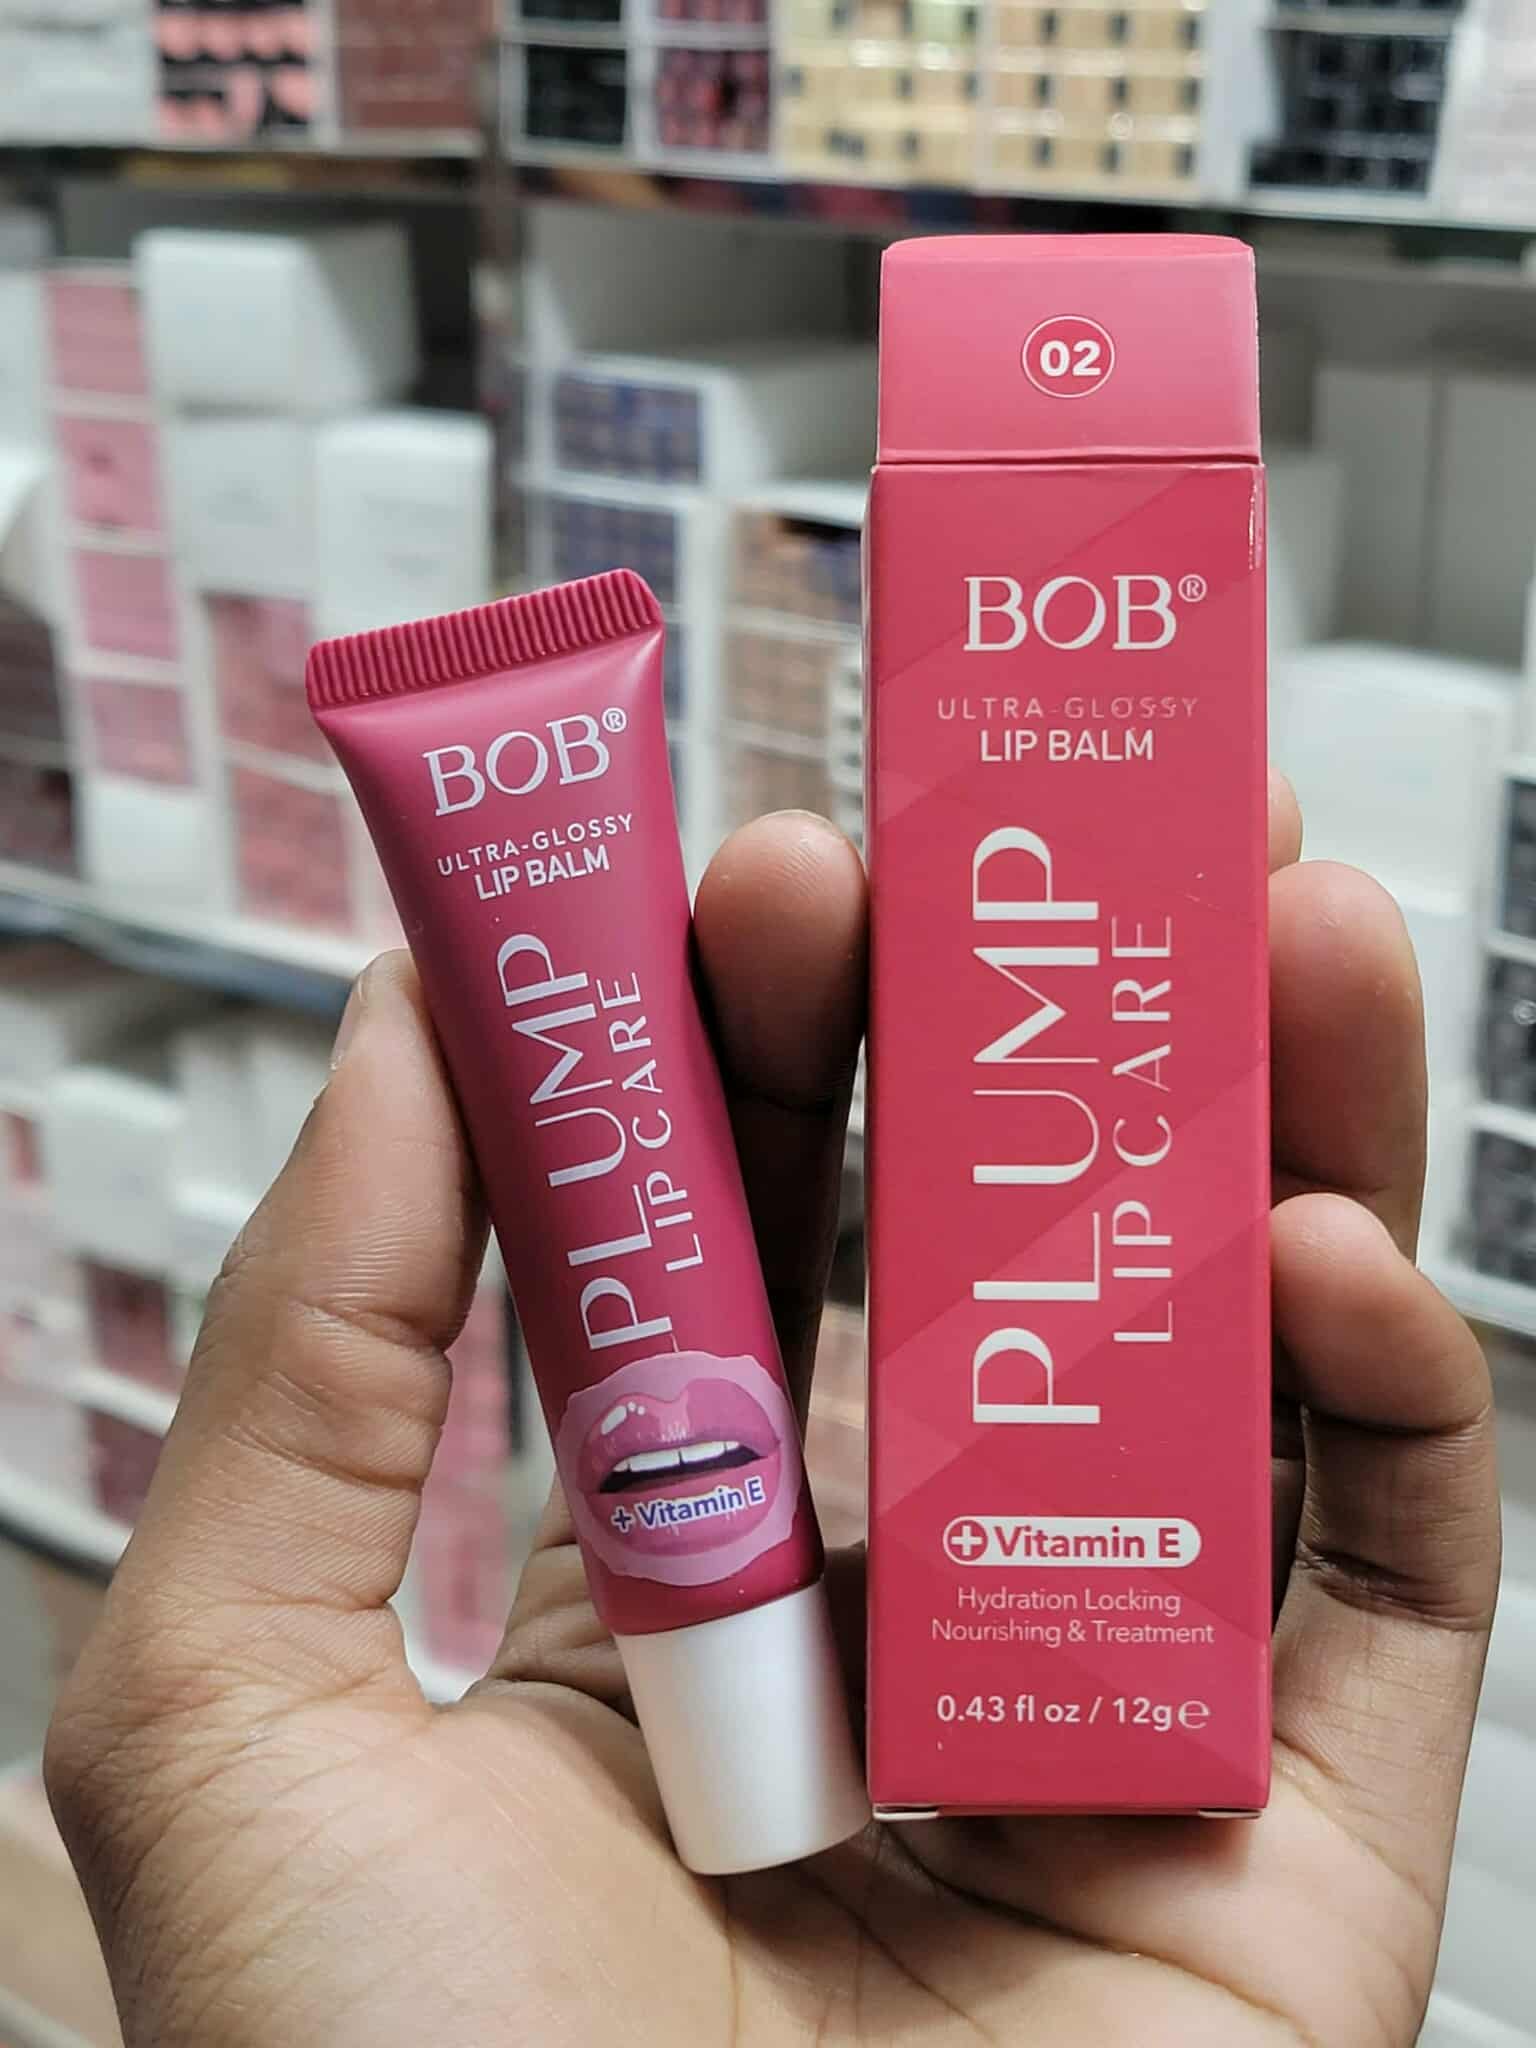 BOB®
ULTRA-GLOSSY
LIP BALM
PLUMP
LIP CARE
+ Vitamin E
02
BOB®
ULTRA-GLOSSY
LIP BALM
PLUMP
LIP CARE
+ Vitamin E
Hydration Locking
Nourishing & Treatment
0.43 fl oz / 12g ℮